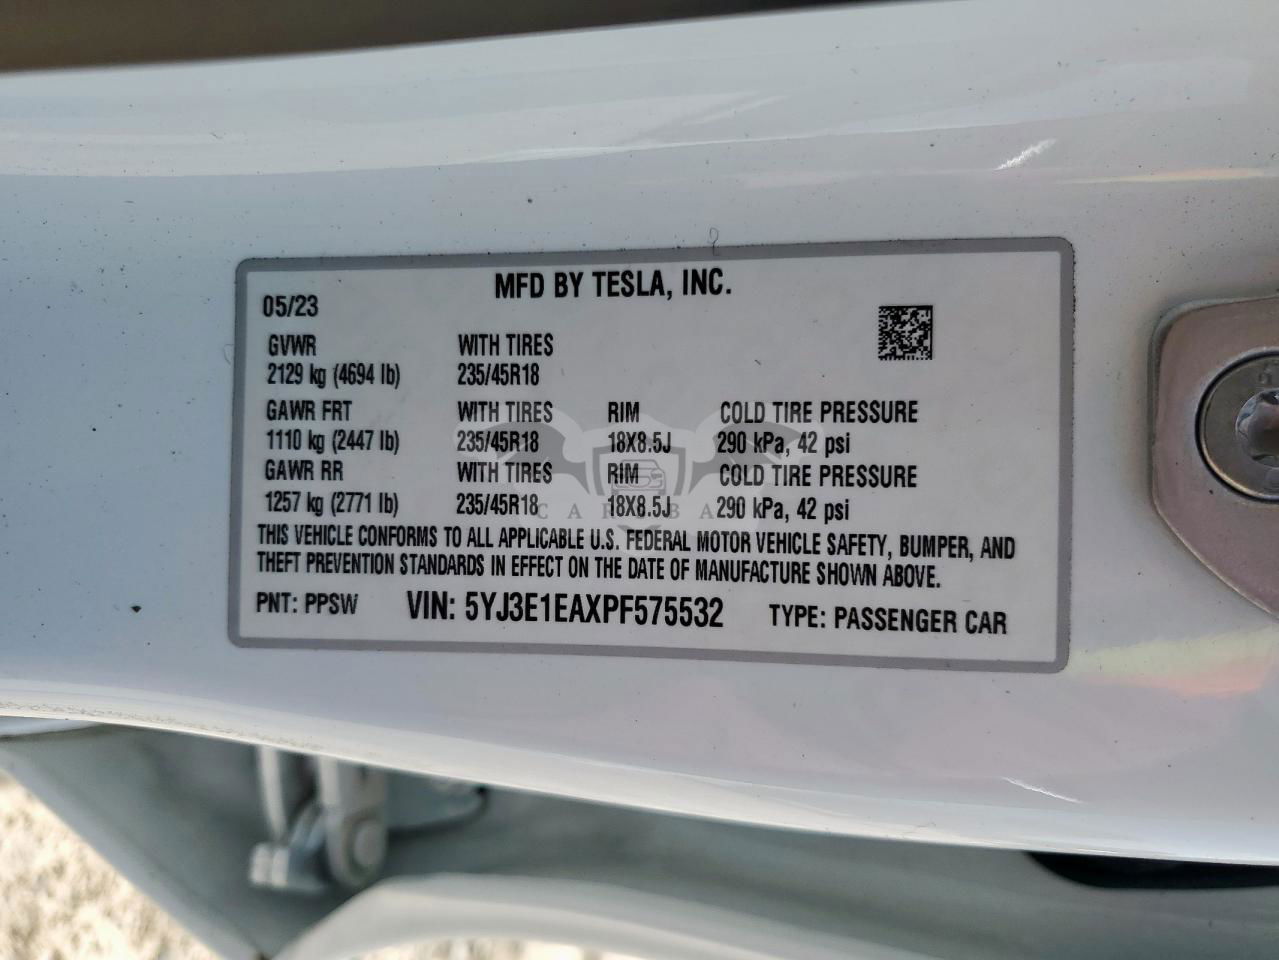 MFD BY TESLA, INC.
05/23
GVWR WITH TIRES
2129 kg (4694 lb) 235/45R18
GAWR FRT WITH TIRES RIM COLD TIRE PRESSURE
1110 kg (2447 lb) 235/45R18 18X8.5J 290 kPa, 42 psi
GAWR RR WITH TIRES RIM COLD TIRE PRESSURE
1257 kg (2771 lb) 235/45R18 18X8.5J 290 kPa, 42 psi
THIS VEHICLE CONFORMS TO ALL APPLICABLE U.S. FEDERAL MOTOR VEHICLE SAFETY, BUMPER, AND
THEFT PREVENTION STANDARDS IN EFFECT ON THE DATE OF MANUFACTURE SHOWN ABOVE.
PNT: PPSW VIN: 5YJ3E1EAXPF575532 TYPE: PASSENGER CAR